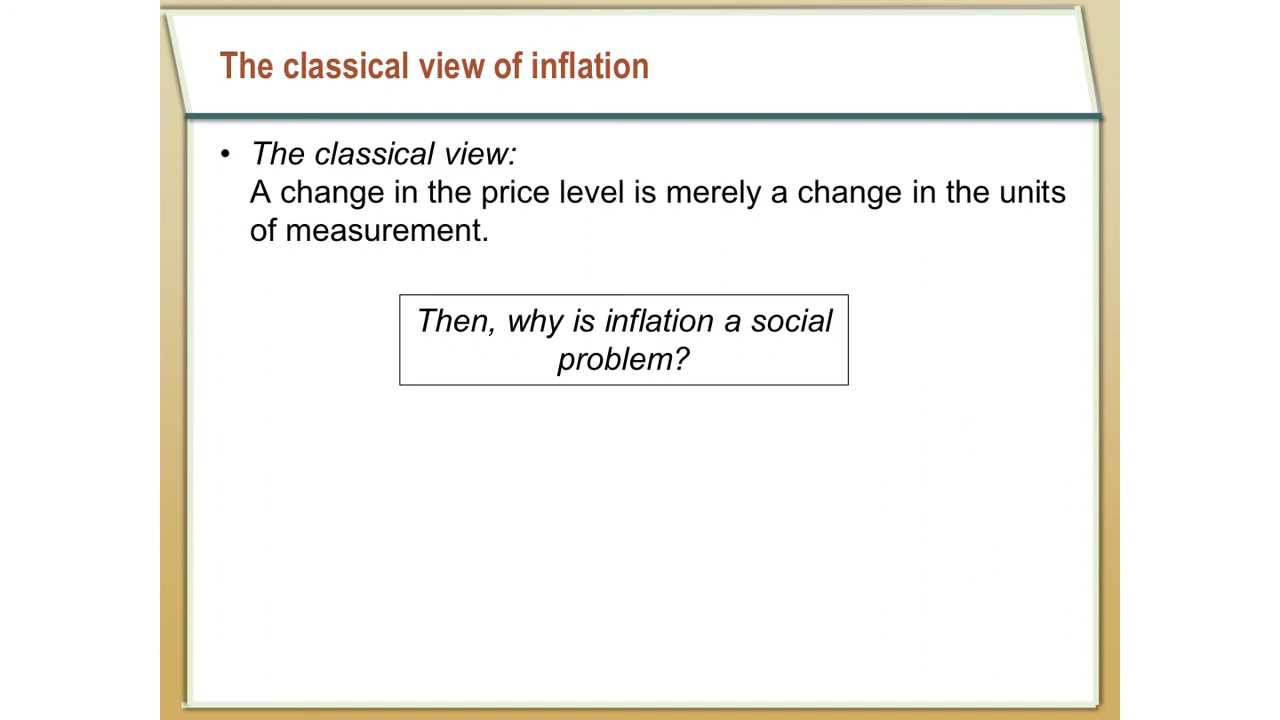 The classical view of inflation
• The classical view:
A change in the price level is merely a change in the units
of measurement.
Then, why is inflation a social
problem?